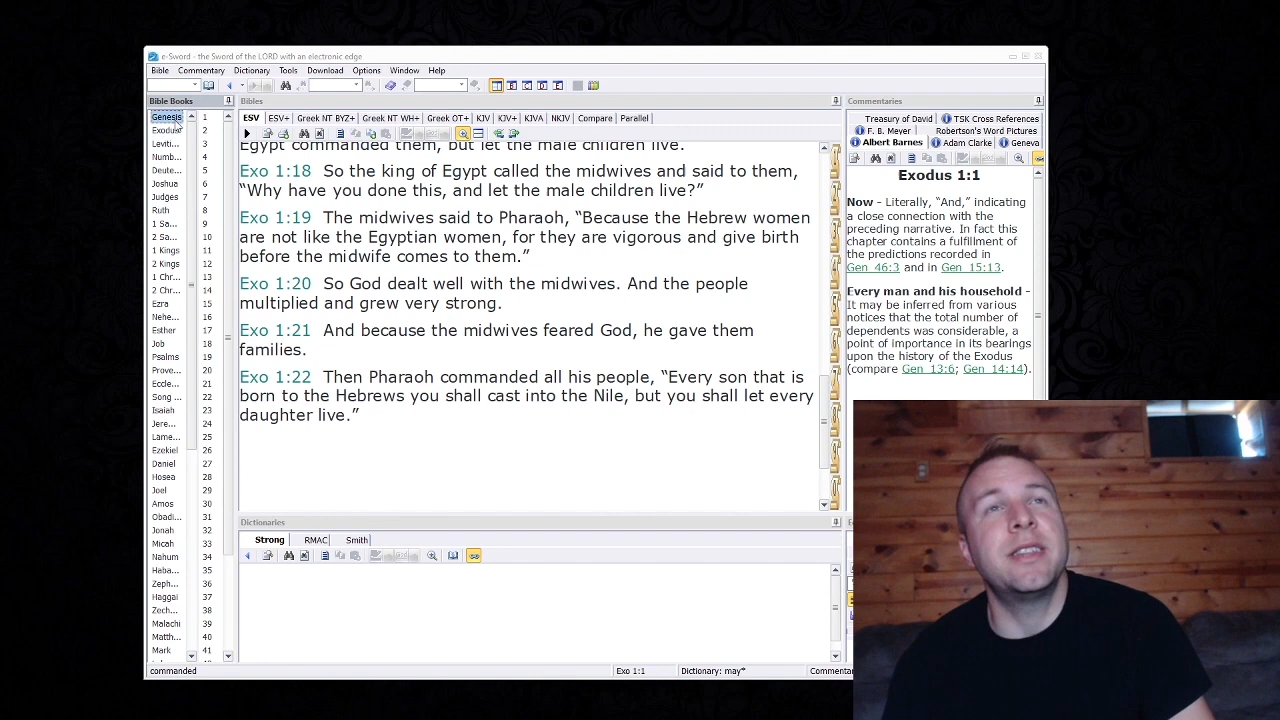 e-Sword - the Sword of the LORD with an electronic edge
Bible Commentary Dictionary Tools Download Options Window Help
Bible Books
Genesis 1
Exodus 2
Leviti... 3
Numb... 4
Deute... 5
Joshua 6
Judges 7
Ruth 8
1 Sa... 9
2 Sa... 10
1 Kings 11
2 Kings 12
1 Chr... 13
2 Chr... 14
Ezra 15
Nehe... 16
Esther 17
Job 18
Psalms 19
Prove... 20
Eccle... 21
Song ... 22
Isaiah 23
Jere... 24
Lame... 25
Ezekiel 26
Daniel 27
Hosea 28
Joel 29
Amos 30
Obadi... 31
Jonah 32
Micah 33
Nahum 34
Haba... 35
Zeph... 36
Haggai 37
Zech... 38
Malachi 39
Matth... 40
Mark 41
Bibles
ESV ESV+ Greek NT BYZ+ Greek NT WH+ Greek OT+ KJV KJV+ KJVA NKJV Compare Parallel
Egypt commanded them, but let the male children live.
Exo 1:18 So the king of Egypt called the midwives and said to them,
“Why have you done this, and let the male children live?”
Exo 1:19 The midwives said to Pharaoh, “Because the Hebrew women
are not like the Egyptian women, for they are vigorous and give birth
before the midwife comes to them.”
Exo 1:20 So God dealt well with the midwives. And the people
multiplied and grew very strong.
Exo 1:21 And because the midwives feared God, he gave them
families.
Exo 1:22 Then Pharaoh commanded all his people, “Every son that is
born to the Hebrews you shall cast into the Nile, but you shall let every
daughter live.”
Dictionaries
Strong RMAC Smith
Commentaries
Treasury of David TSK Cross References
F. B. Meyer Robertson's Word Pictures
Albert Barnes Adam Clarke Geneva
Exodus 1:1
Now - Literally, “And,” indicating
a close connection with the
preceding narrative. In fact this
chapter contains a fulfillment of
the predictions recorded in
Gen_46:3 and in Gen_15:13.
Every man and his household -
It may be inferred from various
notices that the total number of
dependents was considerable, a
point of importance in its bearings
upon the history of the Exodus
(compare Gen_13:6; Gen_14:14).
commanded Exo 1:1 Dictionary: may* Commentar